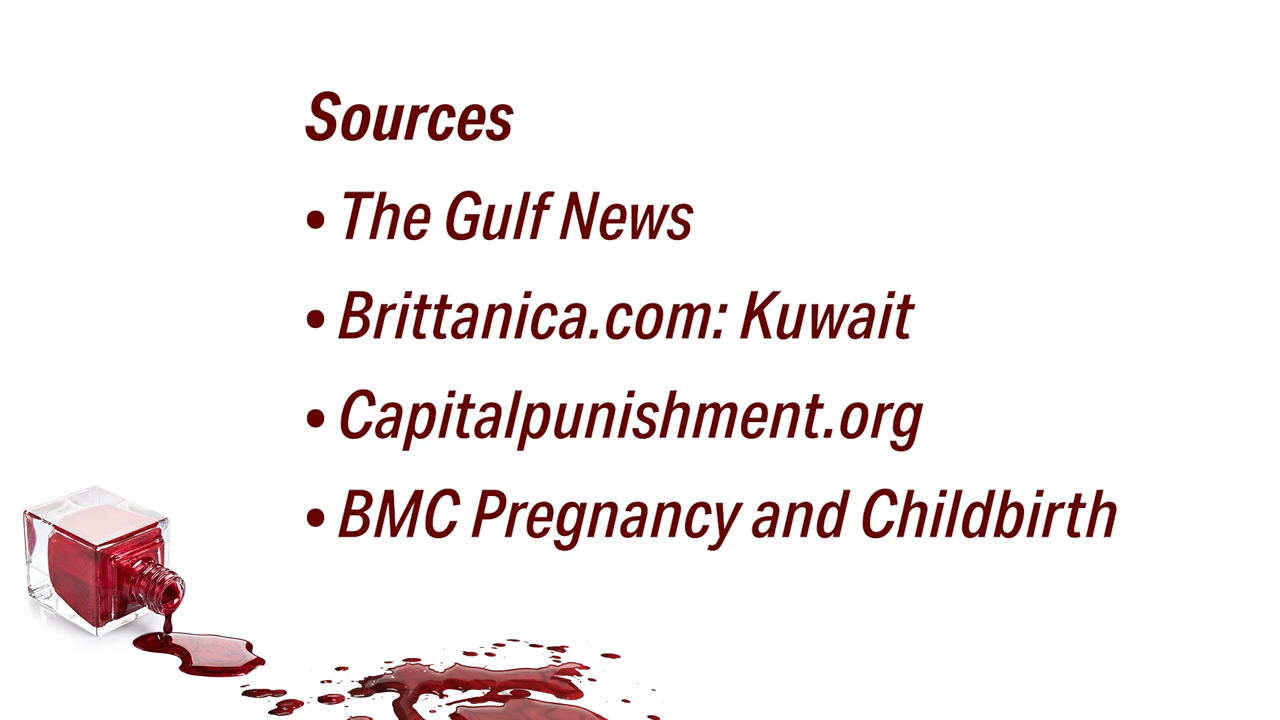 Sources
• The Gulf News
• Brittanica.com: Kuwait
• Capitalpunishment.org
• BMC Pregnancy and Childbirth